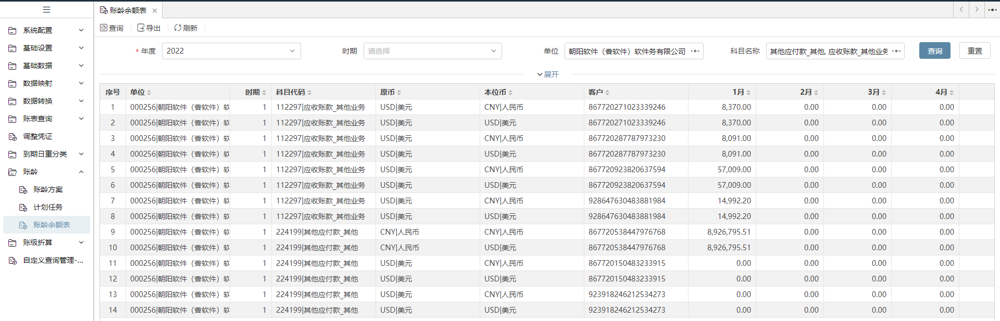 账龄余额表
查询 导出 刷新
系统配置
基础设置
基础数据
数据映射
数据转换
账表查询
调整凭证
到期日重分类
账龄
账龄方案
计划任务
账龄余额表
账级折算
自定义查询管理-...
* 年度 2022 时期 请选择 单位 朝阳软件（香软件）软件务有限公司 ••• 科目名称 其他应付款_其他, 应收账款_其他业务 ••• 查询 重置
展开
序号 单位 时期 科目代码 原币 本位币 客户 1月 2月 3月 4月
1 000256|朝阳软件（香软件）软 1 112297|应收账款_其他业务 USD|美元 CNY|人民币 867720271023339246 8,370.00 0.00 0.00 0.00
2 000256|朝阳软件（香软件）软 1 112297|应收账款_其他业务 USD|美元 USD|美元 867720271023339246 8,370.00 0.00 0.00 0.00
3 000256|朝阳软件（香软件）软 1 112297|应收账款_其他业务 USD|美元 CNY|人民币 867720287787973230 8,091.00 0.00 0.00 0.00
4 000256|朝阳软件（香软件）软 1 112297|应收账款_其他业务 USD|美元 USD|美元 867720287787973230 8,091.00 0.00 0.00 0.00
5 000256|朝阳软件（香软件）软 1 112297|应收账款_其他业务 USD|美元 CNY|人民币 867720923820637594 57,009.00 0.00 0.00 0.00
6 000256|朝阳软件（香软件）软 1 112297|应收账款_其他业务 USD|美元 USD|美元 867720923820637594 57,009.00 0.00 0.00 0.00
7 000256|朝阳软件（香软件）软 1 112297|应收账款_其他业务 USD|美元 CNY|人民币 928647630483881984 14,992.20 0.00 0.00 0.00
8 000256|朝阳软件（香软件）软 1 112297|应收账款_其他业务 USD|美元 USD|美元 928647630483881984 14,992.20 0.00 0.00 0.00
9 000256|朝阳软件（香软件）软 1 224199|其他应付款_其他 CNY|人民币 CNY|人民币 867720538447976768 8,926,795.51 0.00 0.00 0.00
10 000256|朝阳软件（香软件）软 1 224199|其他应付款_其他 CNY|人民币 USD|美元 867720538447976768 8,926,795.51 0.00 0.00 0.00
11 000256|朝阳软件（香软件）软 1 224199|其他应付款_其他 USD|美元 CNY|人民币 867720150483233915 0.00 0.00 0.00 0.00
12 000256|朝阳软件（香软件）软 1 224199|其他应付款_其他 USD|美元 USD|美元 867720150483233915 0.00 0.00 0.00 0.00
13 000256|朝阳软件（香软件）软 1 224199|其他应付款_其他 USD|美元 CNY|人民币 923918246212534273 0.00 0.00 0.00 0.00
14 000256|朝阳软件（香软件）软 1 224199|其他应付款_其他 USD|美元 USD|美元 923918246212534273 0.00 0.00 0.00 0.00